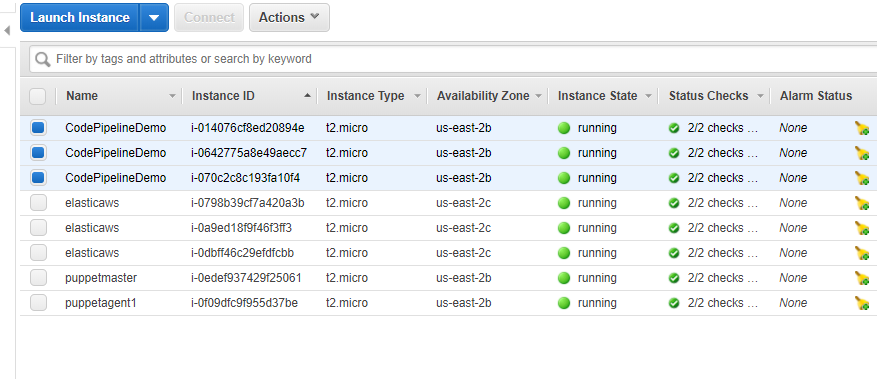 Launch Instance Connect Actions
Filter by tags and attributes or search by keyword
Name Instance ID Instance Type Availability Zone Instance State Status Checks Alarm Status
CodePipelineDemo i-014076cf8ed20894e t2.micro us-east-2b running 2/2 checks ... None
CodePipelineDemo i-0642775a8e49aecc7 t2.micro us-east-2b running 2/2 checks ... None
CodePipelineDemo i-070c2c8c193fa10f4 t2.micro us-east-2b running 2/2 checks ... None
elasticaws i-0798b39cf7a420a3b t2.micro us-east-2c running 2/2 checks ... None
elasticaws i-0a9ed18f9f46f3ff3 t2.micro us-east-2c running 2/2 checks ... None
elasticaws i-0dbff46c29efdfcbb t2.micro us-east-2c running 2/2 checks ... None
puppetmaster i-0edef937429f25061 t2.micro us-east-2b running 2/2 checks ... None
puppetagent1 i-0f09dfc9f955d37be t2.micro us-east-2b running 2/2 checks ... None